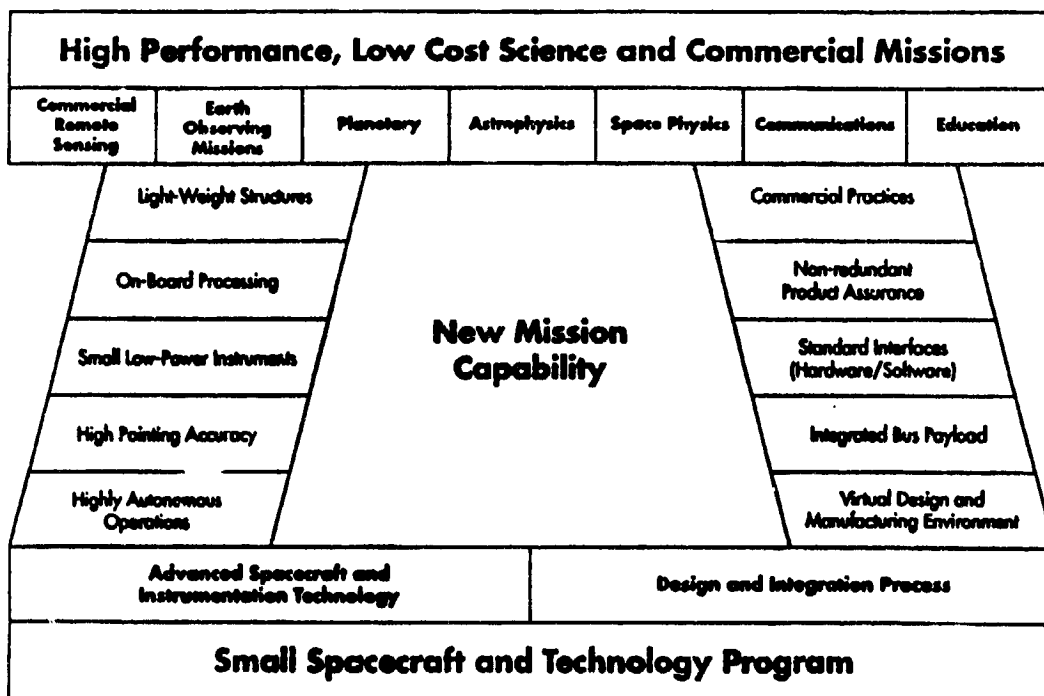 High Performance, Low Cost Science and Commercial Missions
Commercial
Remote
Sensing
Earth
Observing
Missions
Planetary
Astrophysics
Space Physics
Communications
Education
Light-Weight Structures
On-Board Processing
Small Low-Power Instruments
High Pointing Accuracy
Highly Autonomous
Operations
New Mission
Capability
Commercial Practices
Non-redundant
Product Assurance
Standard Interfaces
(Hardware/Software)
Integrated Bus Payload
Virtual Design and
Manufacturing Environment
Advanced Spacecraft and
Instrumentation Technology
Design and Integration Process
Small Spacecraft and Technology Program